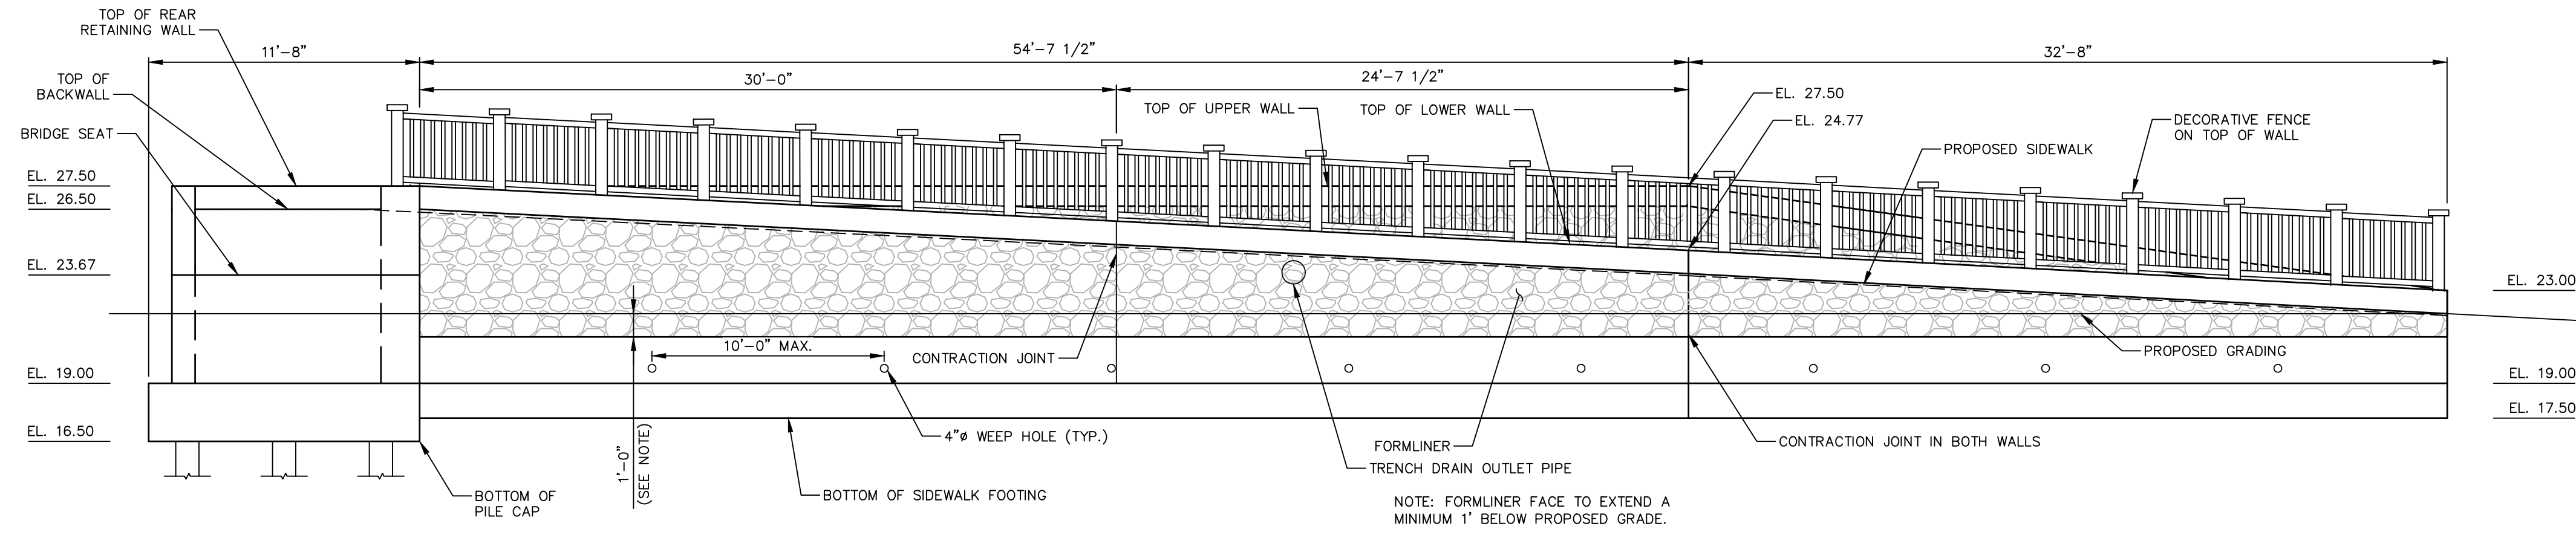 TOP OF REAR
RETAINING WALL
11'-8"
54'-7 1/2"
32'-8"
TOP OF
BACKWALL
30'-0"
24'-7 1/2"
BRIDGE SEAT
TOP OF UPPER WALL
TOP OF LOWER WALL
EL. 27.50
EL. 24.77
DECORATIVE FENCE
ON TOP OF WALL
PROPOSED SIDEWALK
EL. 27.50
EL. 26.50
EL. 23.67
EL. 23.00
10'-0" MAX.
CONTRACTION JOINT
PROPOSED GRADING
EL. 19.00
EL. 19.00
EL. 17.50
EL. 16.50
4"ø WEEP HOLE (TYP.)
1'-0"
(SEE NOTE)
FORMLINER
CONTRACTION JOINT IN BOTH WALLS
TRENCH DRAIN OUTLET PIPE
BOTTOM OF
PILE CAP
BOTTOM OF SIDEWALK FOOTING
NOTE: FORMLINER FACE TO EXTEND A
MINIMUM 1' BELOW PROPOSED GRADE.